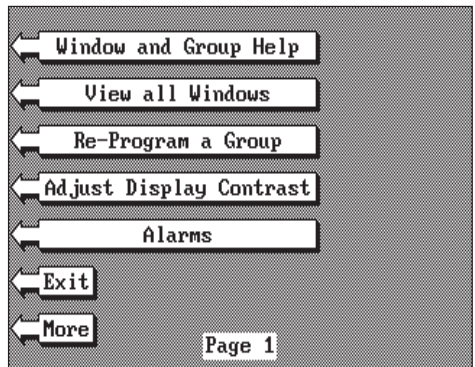 Window and Group Help
View all Windows
Re-Program a Group
Adjust Display Contrast
Alarms
Exit
More
Page 1